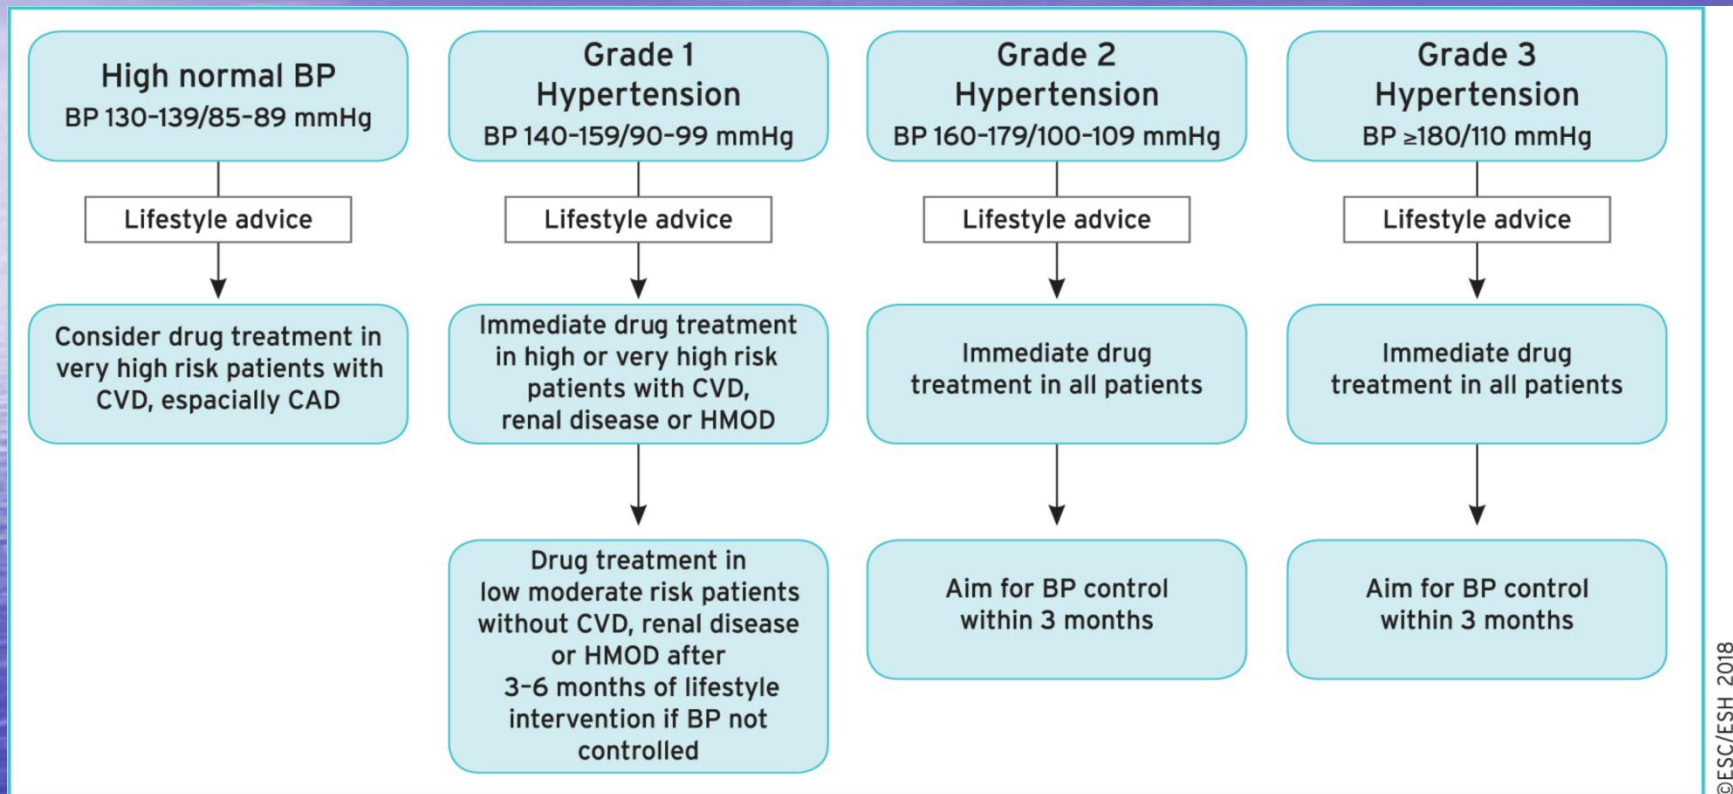 High normal BP
BP 130–139/85–89 mmHg
Lifestyle advice
Consider drug treatment in
very high risk patients with
CVD, espacially CAD
Grade 1
Hypertension
BP 140–159/90–99 mmHg
Lifestyle advice
Immediate drug treatment
in high or very high risk
patients with CVD,
renal disease or HMOD
Drug treatment in
low moderate risk patients
without CVD, renal disease
or HMOD after
3–6 months of lifestyle
intervention if BP not
controlled
Grade 2
Hypertension
BP 160–179/100–109 mmHg
Lifestyle advice
Immediate drug
treatment in all patients
Aim for BP control
within 3 months
Grade 3
Hypertension
BP ≥180/110 mmHg
Lifestyle advice
Immediate drug
treatment in all patients
Aim for BP control
within 3 months
©ESC/ESH 2018